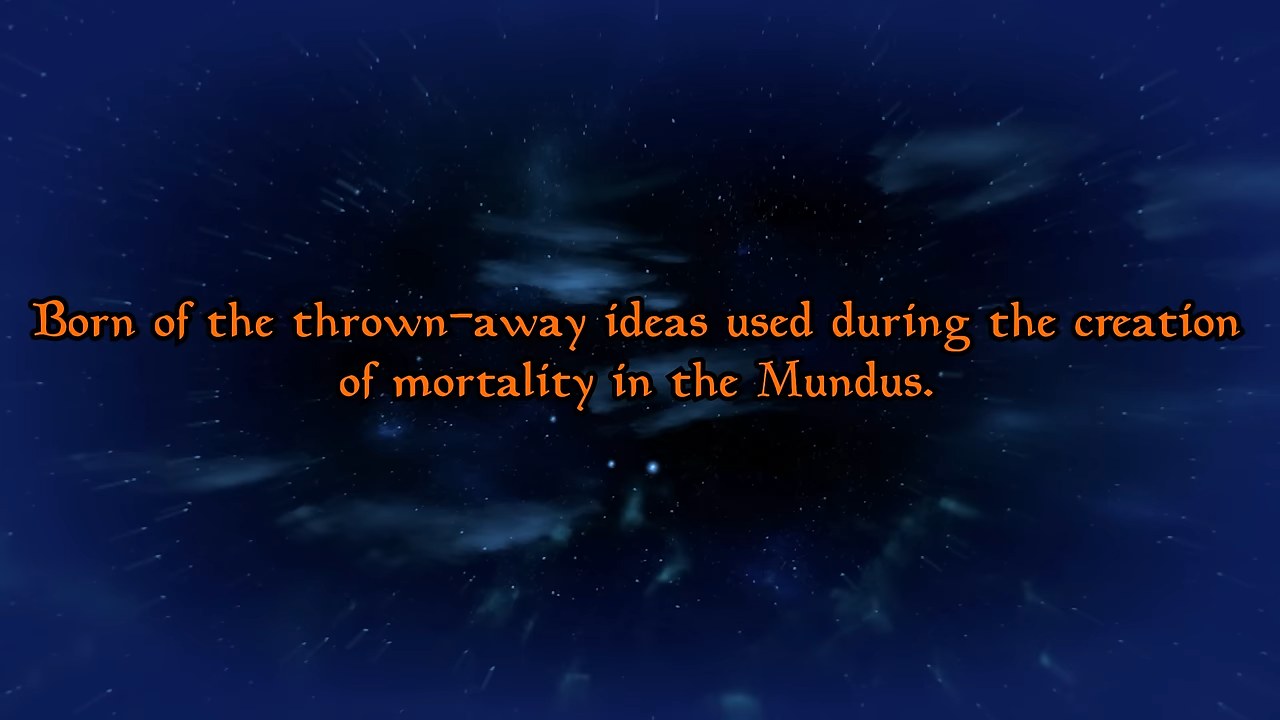 Born of the thrown-away ideas used during the creation
of mortality in the Mundus.